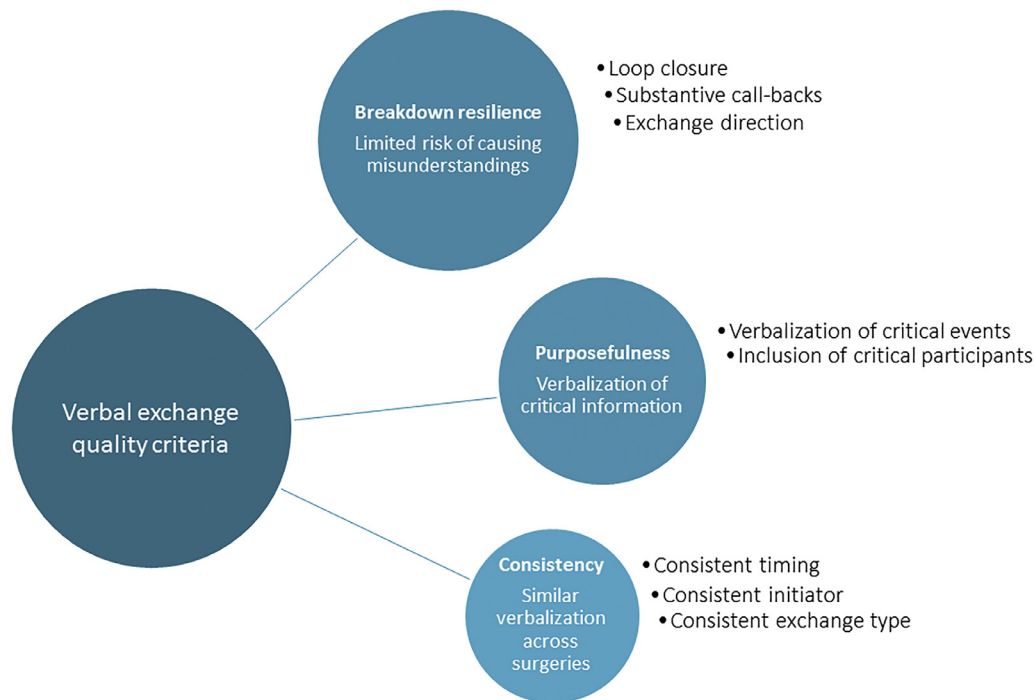 Breakdown resilience
Limited risk of causing
misunderstandings
• Loop closure
• Substantive call-backs
• Exchange direction
Verbal exchange
quality criteria
Purposefulness
Verbalization of
critical information
• Verbalization of critical events
• Inclusion of critical participants
Consistency
Similar
verbalization
across
surgeries
• Consistent timing
• Consistent initiator
• Consistent exchange type